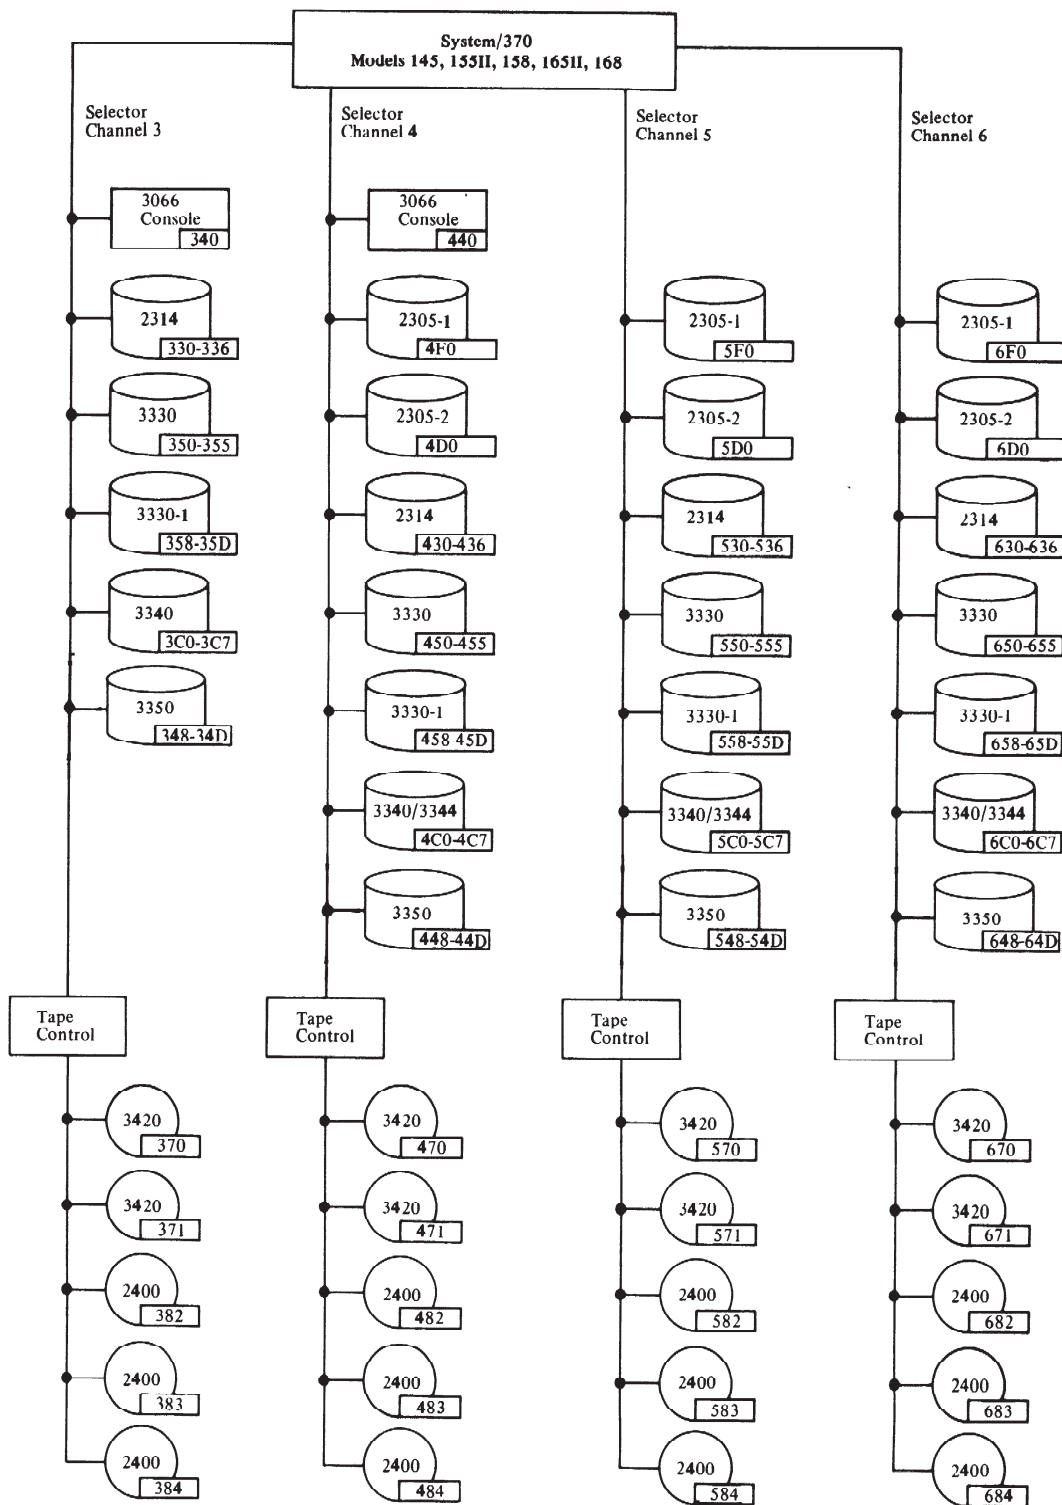 System/370
Models 145, 155II, 158, 165II, 168
Selector
Channel 3
3066
Console
340
2314
330-336
3330
350-355
3330-1
358-35D
3340
3C0-3C7
3350
348-34D
Tape
Control
3420
370
3420
371
2400
382
2400
383
2400
384
Selector
Channel 4
3066
Console
440
2305-1
4F0
2305-2
4D0
2314
430-436
3330
450-455
3330-1
458-45D
3340/3344
4C0-4C7
3350
448-44D
Tape
Control
3420
470
3420
471
2400
482
2400
483
2400
484
Selector
Channel 5
2305-1
5F0
2305-2
5D0
2314
530-536
3330
550-555
3330-1
558-55D
3340/3344
5C0-5C7
3350
548-54D
Tape
Control
3420
570
3420
571
2400
582
2400
583
2400
584
Selector
Channel 6
2305-1
6F0
2305-2
6D0
2314
630-636
3330
650-655
3330-1
658-65D
3340/3344
6C0-6C7
3350
648-64D
Tape
Control
3420
670
3420
671
2400
682
2400
683
2400
684